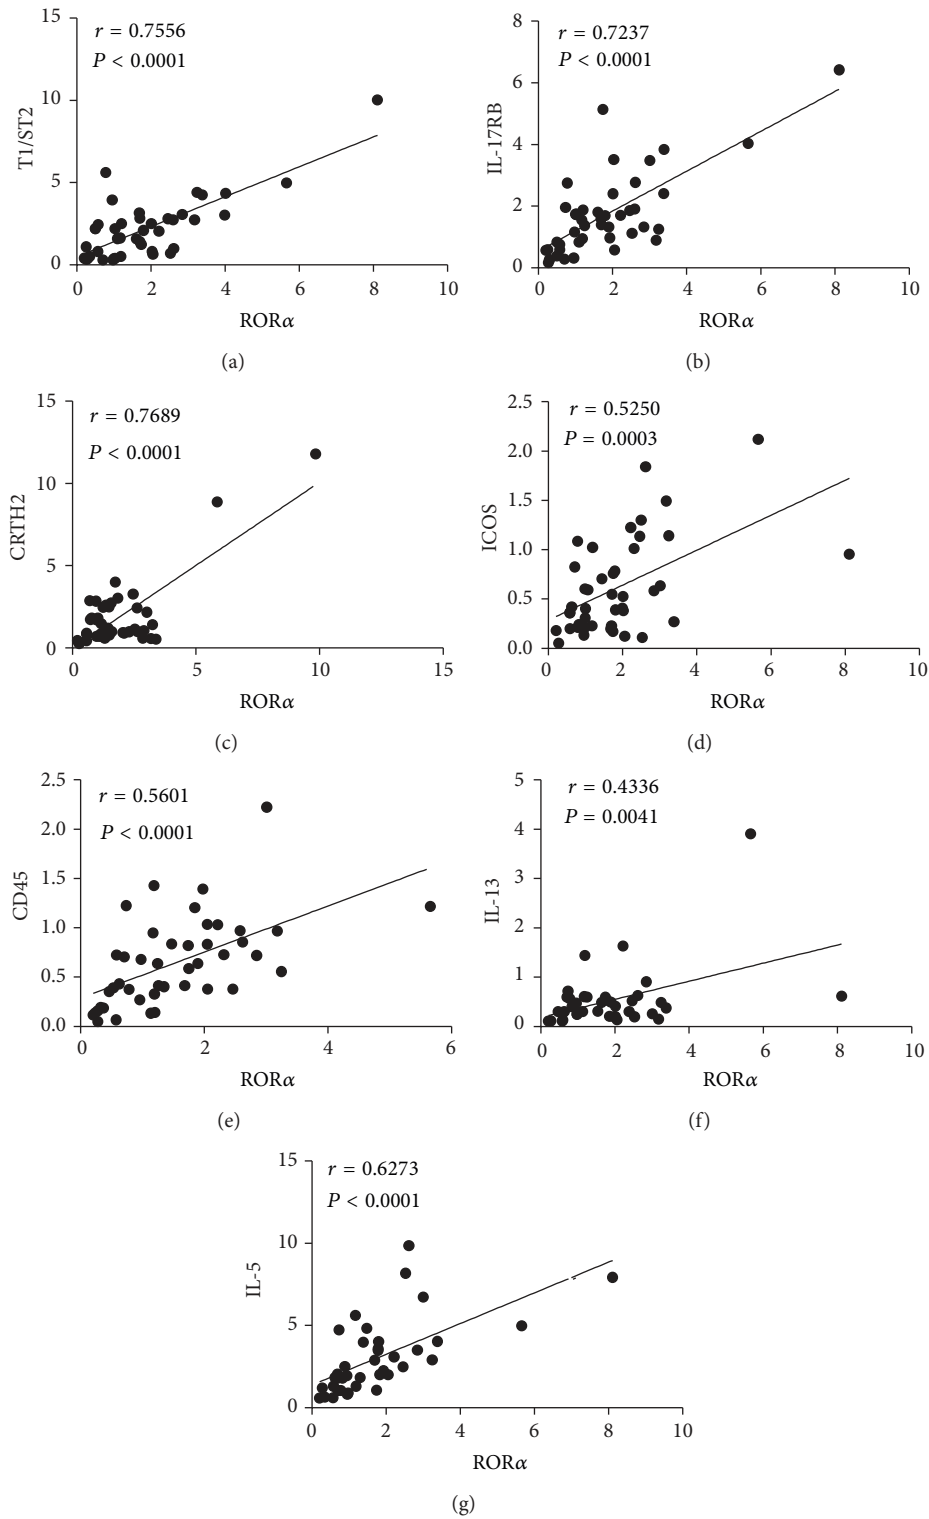 r = 0.7556
P < 0.0001
T1/ST2
15
10
5
0
0 2 4 6 8 10
RORα
(a)
r = 0.7237
P < 0.0001
IL-17RB
8
6
4
2
0
0 2 4 6 8 10
RORα
(b)
r = 0.7689
P < 0.0001
CRTH2
15
10
5
0
0 5 10 15
RORα
(c)
r = 0.5250
P = 0.0003
ICOS
2.5
2.0
1.5
1.0
0.5
0.0
0 2 4 6 8 10
RORα
(d)
r = 0.5601
P < 0.0001
CD45
2.5
2.0
1.5
1.0
0.5
0.0
0 2 4 6
RORα
(e)
r = 0.4336
P = 0.0041
IL-13
5
4
3
2
1
0
0 2 4 6 8 10
RORα
(f)
r = 0.6273
P < 0.0001
IL-5
15
10
5
0
0 2 4 6 8 10
RORα
(g)